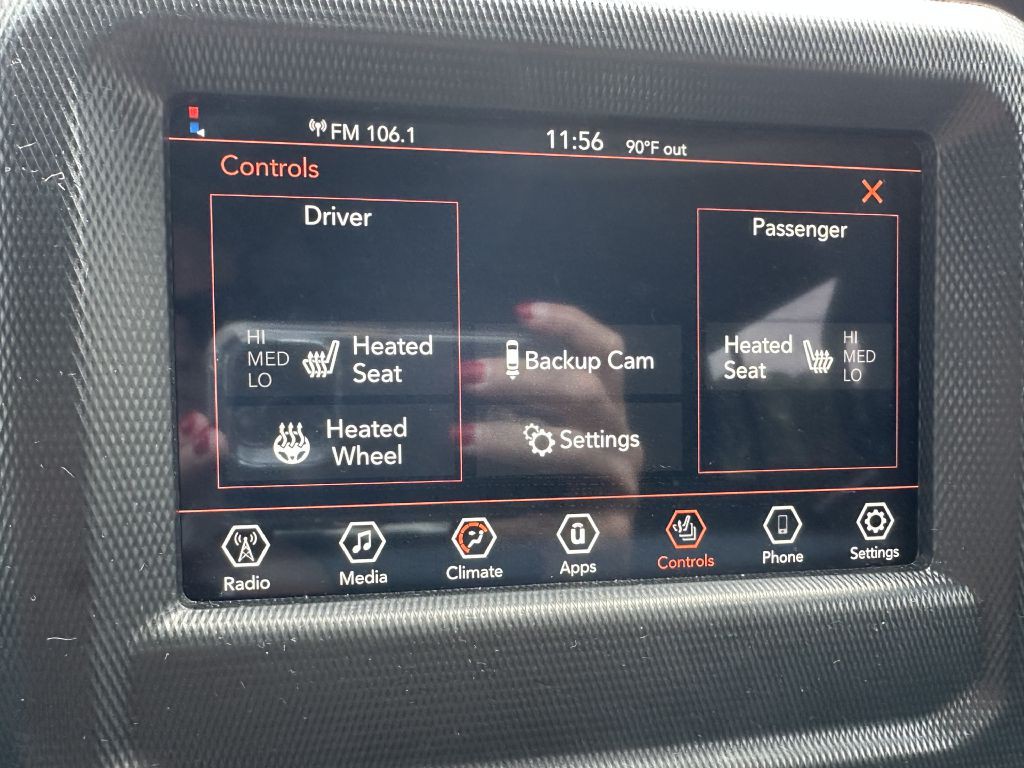 FM 106.1 11:56 90°F out
Controls
Driver
Passenger
HI
MED
LO
Heated
Seat
Backup Cam
Heated
Seat
HI
MED
LO
Heated
Wheel
Settings
Radio Media Climate Apps Controls Phone Settings